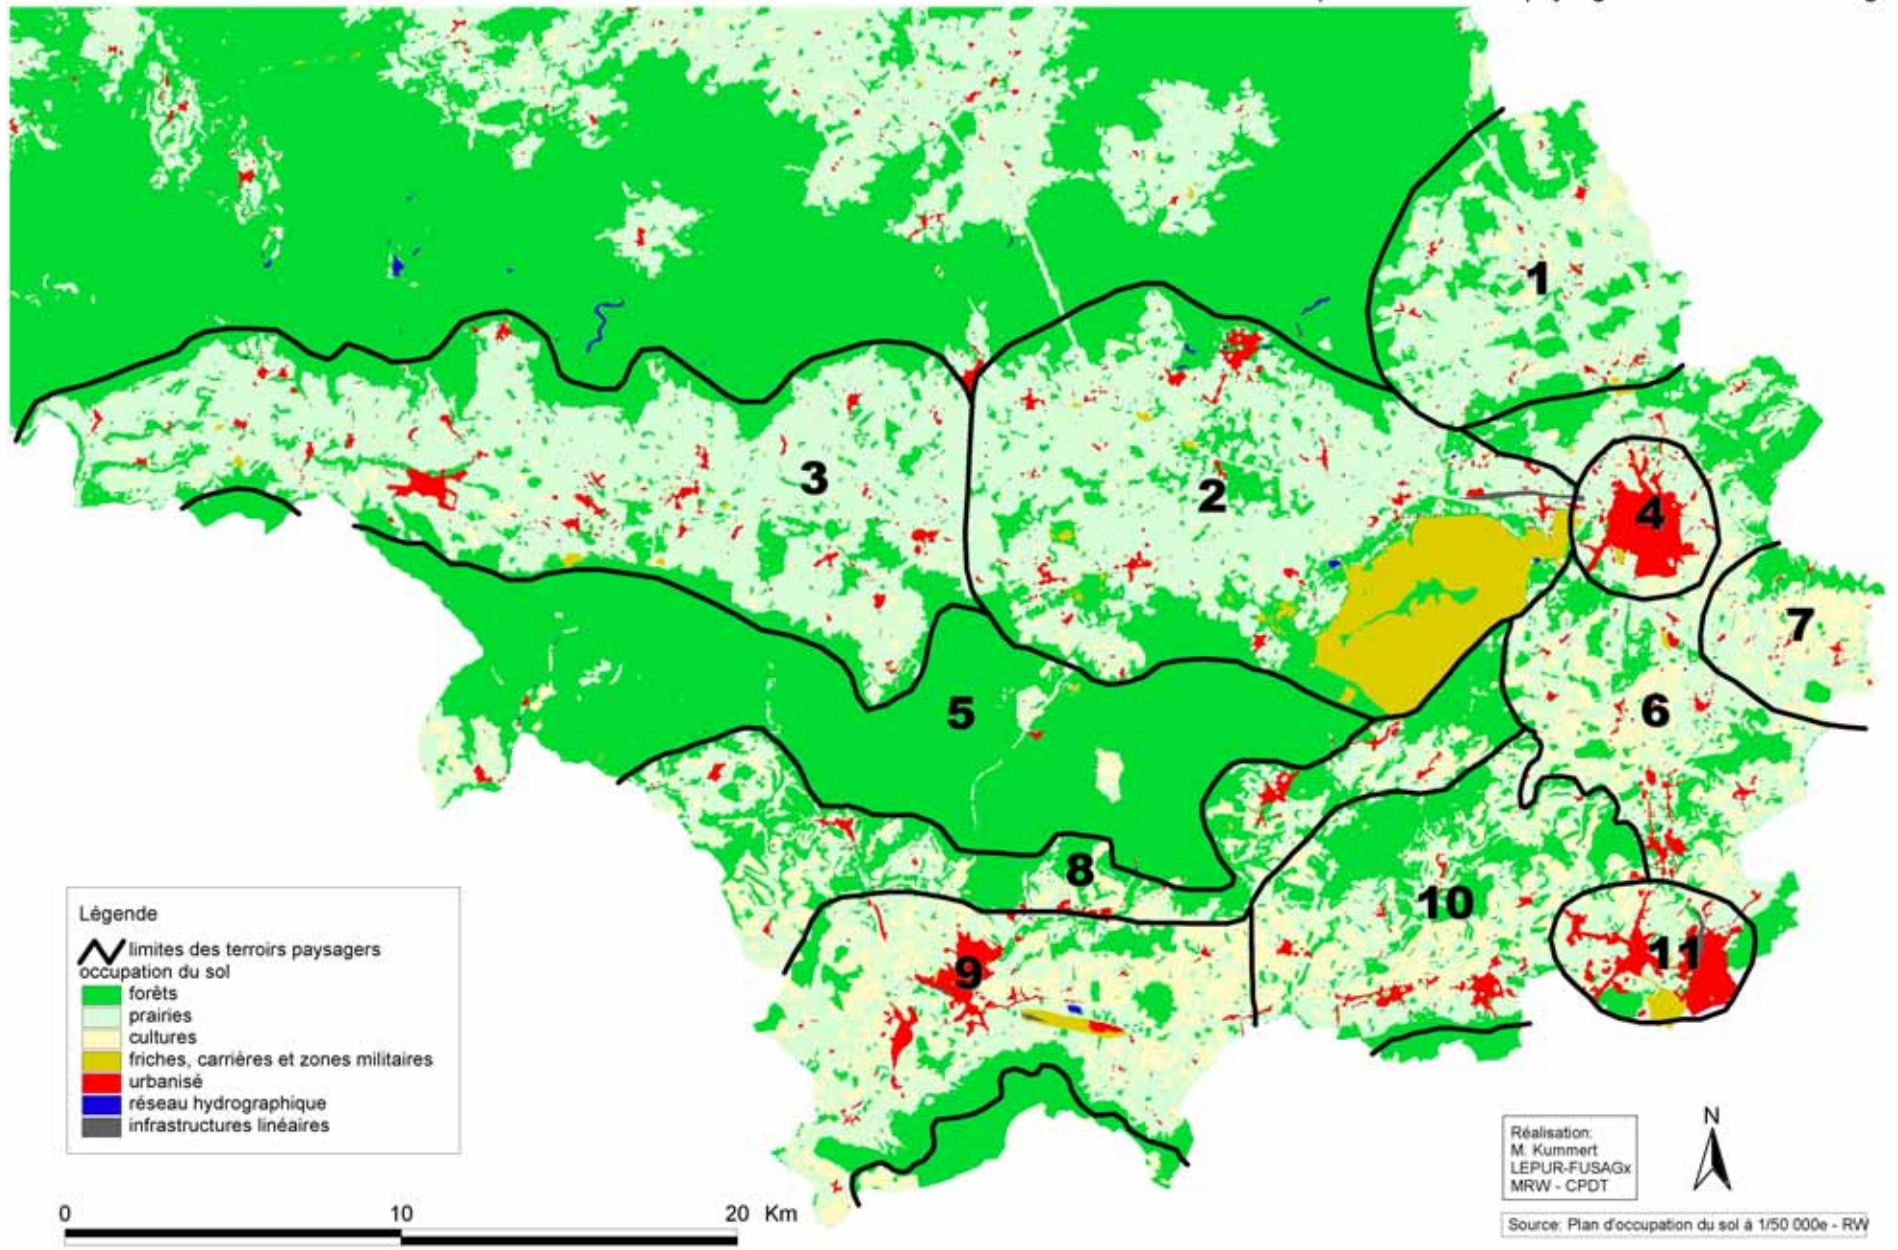 1
2
3
4
5
6
7
8
9
10
11
Légende
limites des terroirs paysagers
occupation du sol
forêts
prairies
cultures
friches, carrières et zones militaires
urbanisé
réseau hydrographique
infrastructures linéaires
0 10 20 Km
Réalisation:
M. Kummert
LEPUR-FUSAGx
MRW - CPDT
N
Source: Plan d'occupation du sol à 1/50 000e - RW